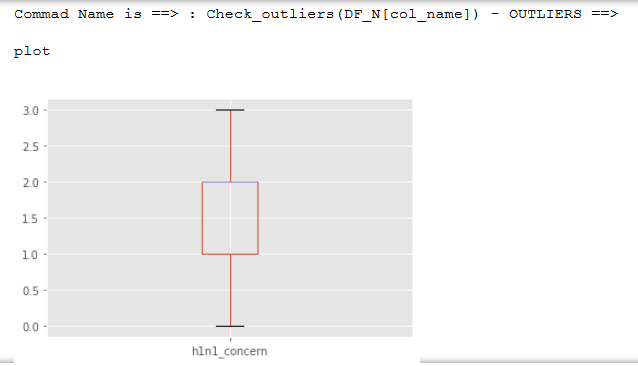 Commad Name is ==> : Check_outliers(DF_N[col_name]) - OUTLIERS ==>
plot
3.0
2.5
2.0
1.5
1.0
0.5
0.0
h1n1_concern